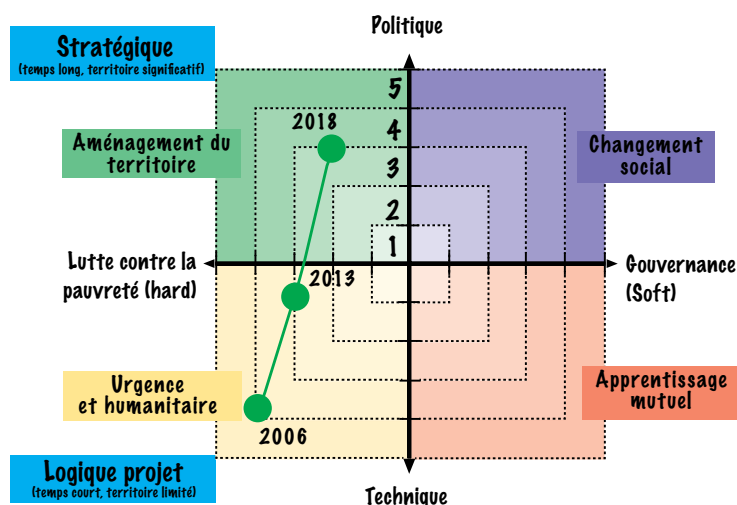 Politique
Stratégique
(temps long, territoire significatif)
5
2018
4
Aménagement du
territoire
Changement
social
3
2
1
Lutte contre la
pauvreté (hard)
Gouvernance
(Soft)
2013
Urgence
et humanitaire
Apprentissage
mutuel
2006
Logique projet
(temps court, territoire limité)
Technique